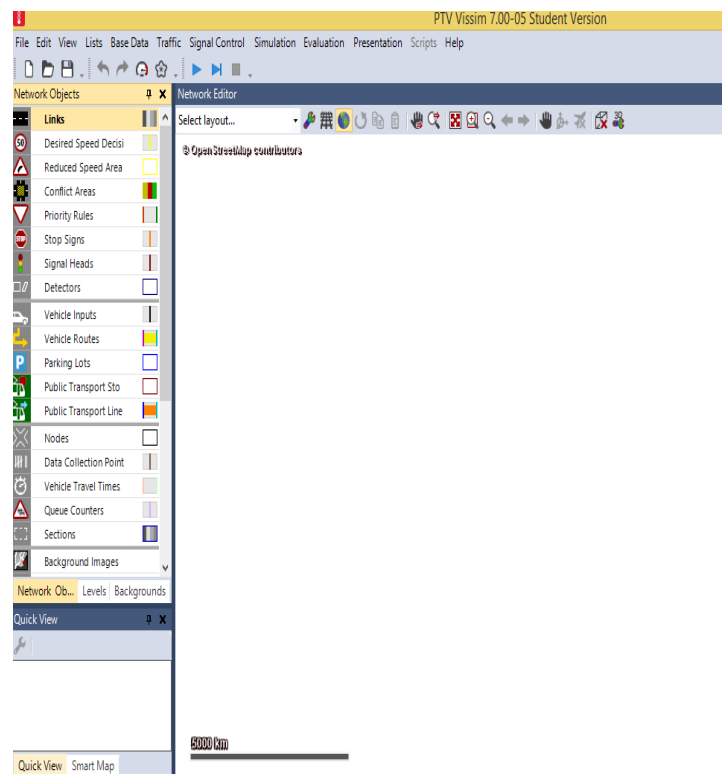 PTV Vissim 7.00-05 Student Version
File Edit View Lists Base Data Traffic Signal Control Simulation Evaluation Presentation Scripts Help
Network Objects
Network Editor
Links
Select layout...
50
Desired Speed Decisi
© OpenStreetMap contributors
Reduced Speed Area
Conflict Areas
Priority Rules
STOP
Stop Signs
Signal Heads
Detectors
Vehicle Inputs
Vehicle Routes
P
Parking Lots
Public Transport Sto
Public Transport Line
Nodes
Data Collection Point
Vehicle Travel Times
Queue Counters
Sections
Background Images
Network Ob... Levels Backgrounds
Quick View
5000 km
Quick View Smart Map